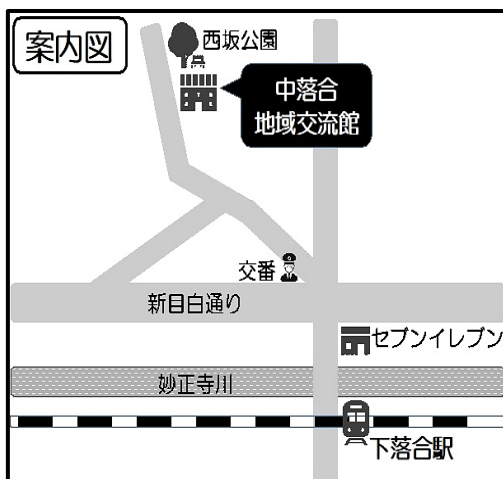 案内図
西坂公園
中落合
地域交流館
交番
新目白通り
セブンイレブン
妙正寺川
下落合駅